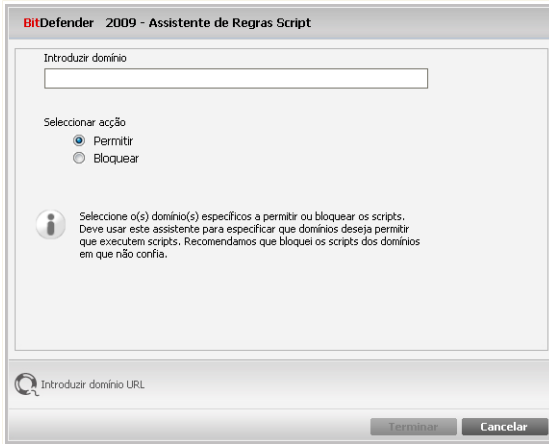 BitDefender 2009 - Assistente de Regras Script
Introduzir domínio
Seleccionar acção
Permitir
Bloquear
Seleccione o(s) domínio(s) específicos a permitir ou bloquear os scripts.
Deve usar este assistente para especificar que domínios deseja permitir
que executem scripts. Recomendamos que bloquei os scripts dos domínios
em que não confia.
Introduzir domínio URL
Terminar Cancelar